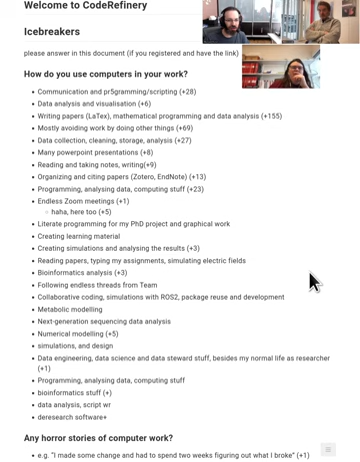 Welcome to CodeRefinery
Icebreakers
please answer in this document (if you registered and have the link)
How do you use computers in your work?
• Communication and pr5gramming/scripting (+28)
• Data analysis and visualisation (+6)
• Writing papers (LaTex), mathematical programming and data analysis (+155)
• Mostly avoiding work by doing other things (+69)
• Data collection, cleaning, storage, analysis (+27)
• Many powerpoint presentations (+8)
• Reading and taking notes, writing(+9)
• Organizing and citing papers (Zotero, EndNote) (+13)
• Programming, analysing data, computing stuff (+23)
• Endless Zoom meetings (+1)
◦ haha, here too (+5)
• Literate programming for my PhD project and graphical work
• Creating learning material
• Creating simulations and analysing the results (+3)
• Reading papers, typing my assignments, simulating electric fields
• Bioinformatics analysis (+3)
• Following endless threads from Team
• Collaborative coding, simulations with ROS2, package reuse and development
• Metabolic modelling
• Next-generation sequencing data analysis
• Numerical modelling (+5)
• simulations, and design
• Data engineering, data science and data steward stuff, besides my normal life as researcher
(+1)
• Programming, analysing data, computing stuff
• bioinformatics stuff (+)
• data analysis, script wr
• deresearch software+
Any horror stories of computer work?
• e.g. "I made some change and had to spend two weeks figuring out what I broke" (+1)